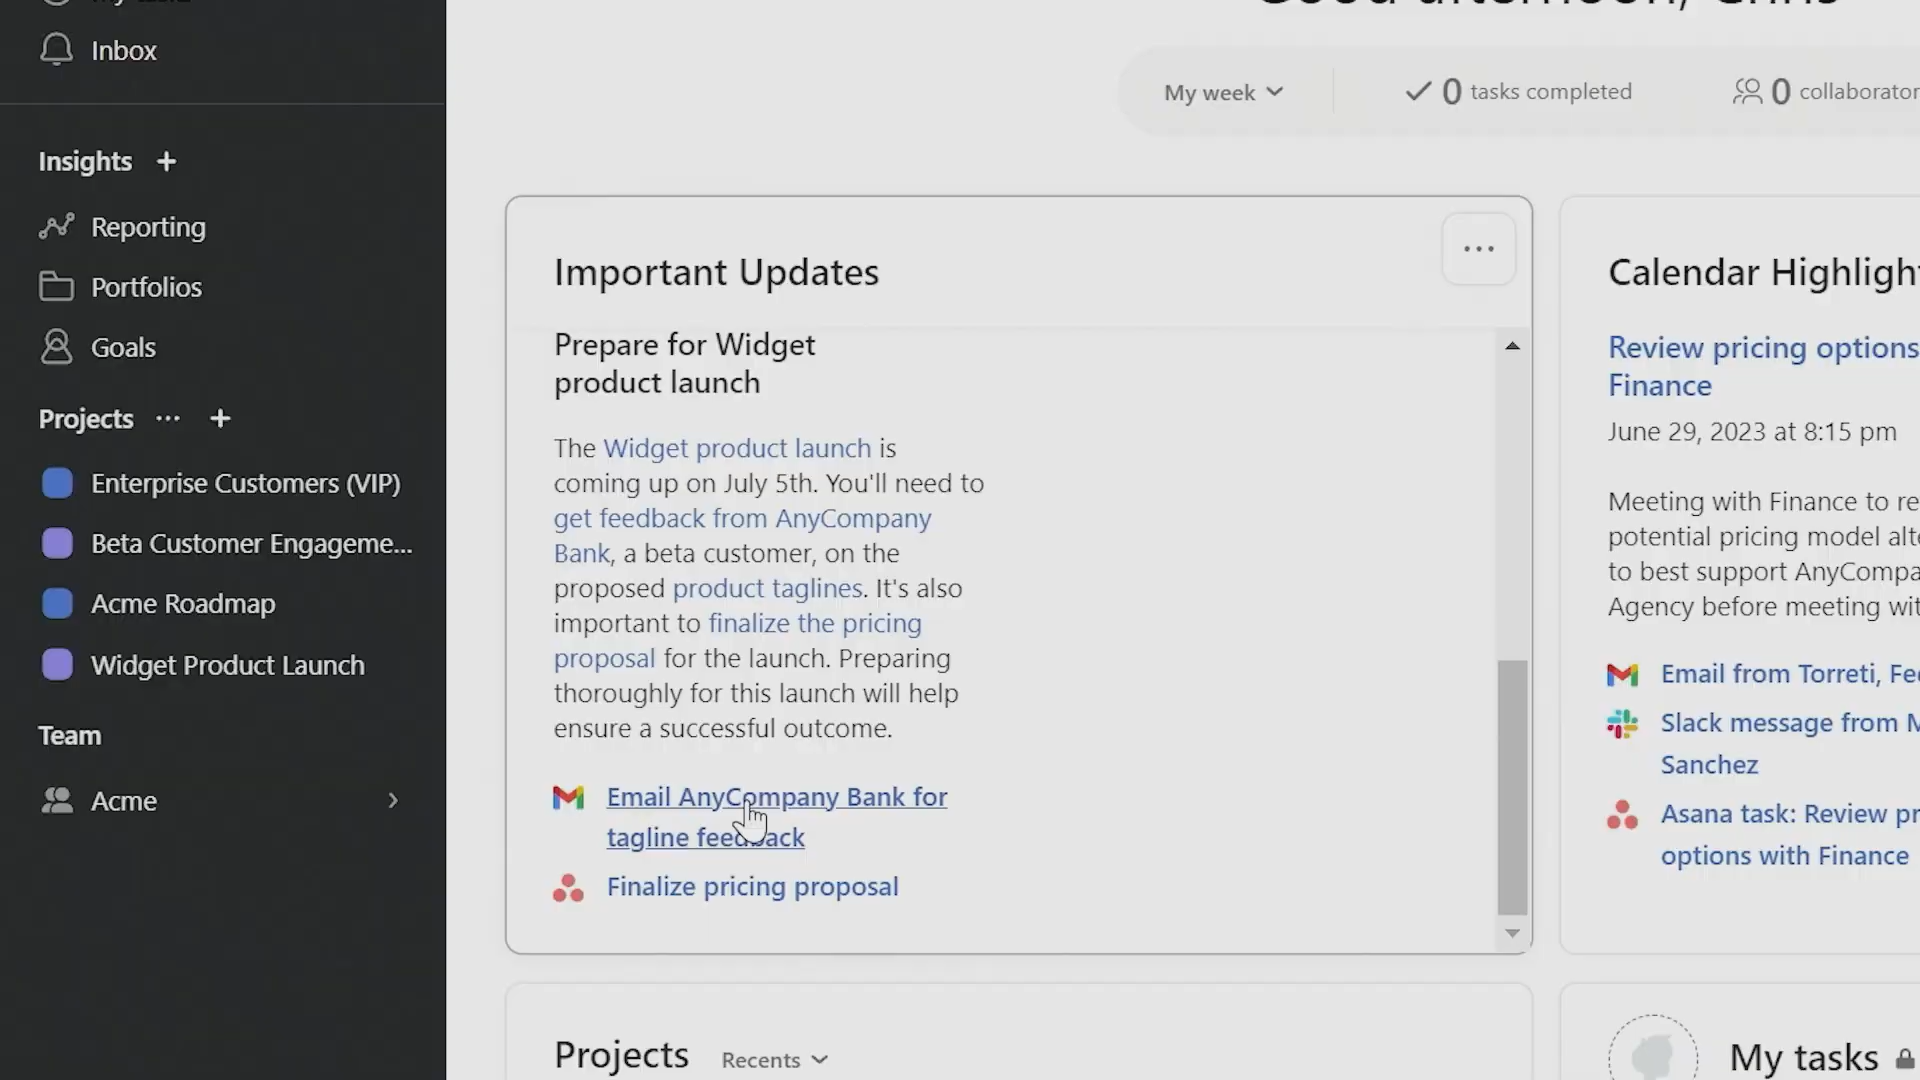 Good afternoon, Chris
Inbox
My week
0 tasks completed
0 collaborator
Insights +
Reporting
Portfolios
Goals
Projects ... +
Enterprise Customers (VIP)
Beta Customer Engageme...
Acme Roadmap
Widget Product Launch
Team
Acme
Important Updates
Prepare for Widget
product launch
The Widget product launch is
coming up on July 5th. You'll need to
get feedback from AnyCompany
Bank, a beta customer, on the
proposed product taglines. It's also
important to finalize the pricing
proposal for the launch. Preparing
thoroughly for this launch will help
ensure a successful outcome.
Email AnyCompany Bank for
tagline feedback
Finalize pricing proposal
Calendar Highlight
Review pricing options
Finance
June 29, 2023 at 8:15 pm
Meeting with Finance to re
potential pricing model alte
to best support AnyCompa
Agency before meeting wit
Email from Torreti, Fe
Slack message from M
Sanchez
Asana task: Review pr
options with Finance
Projects Recents
My tasks